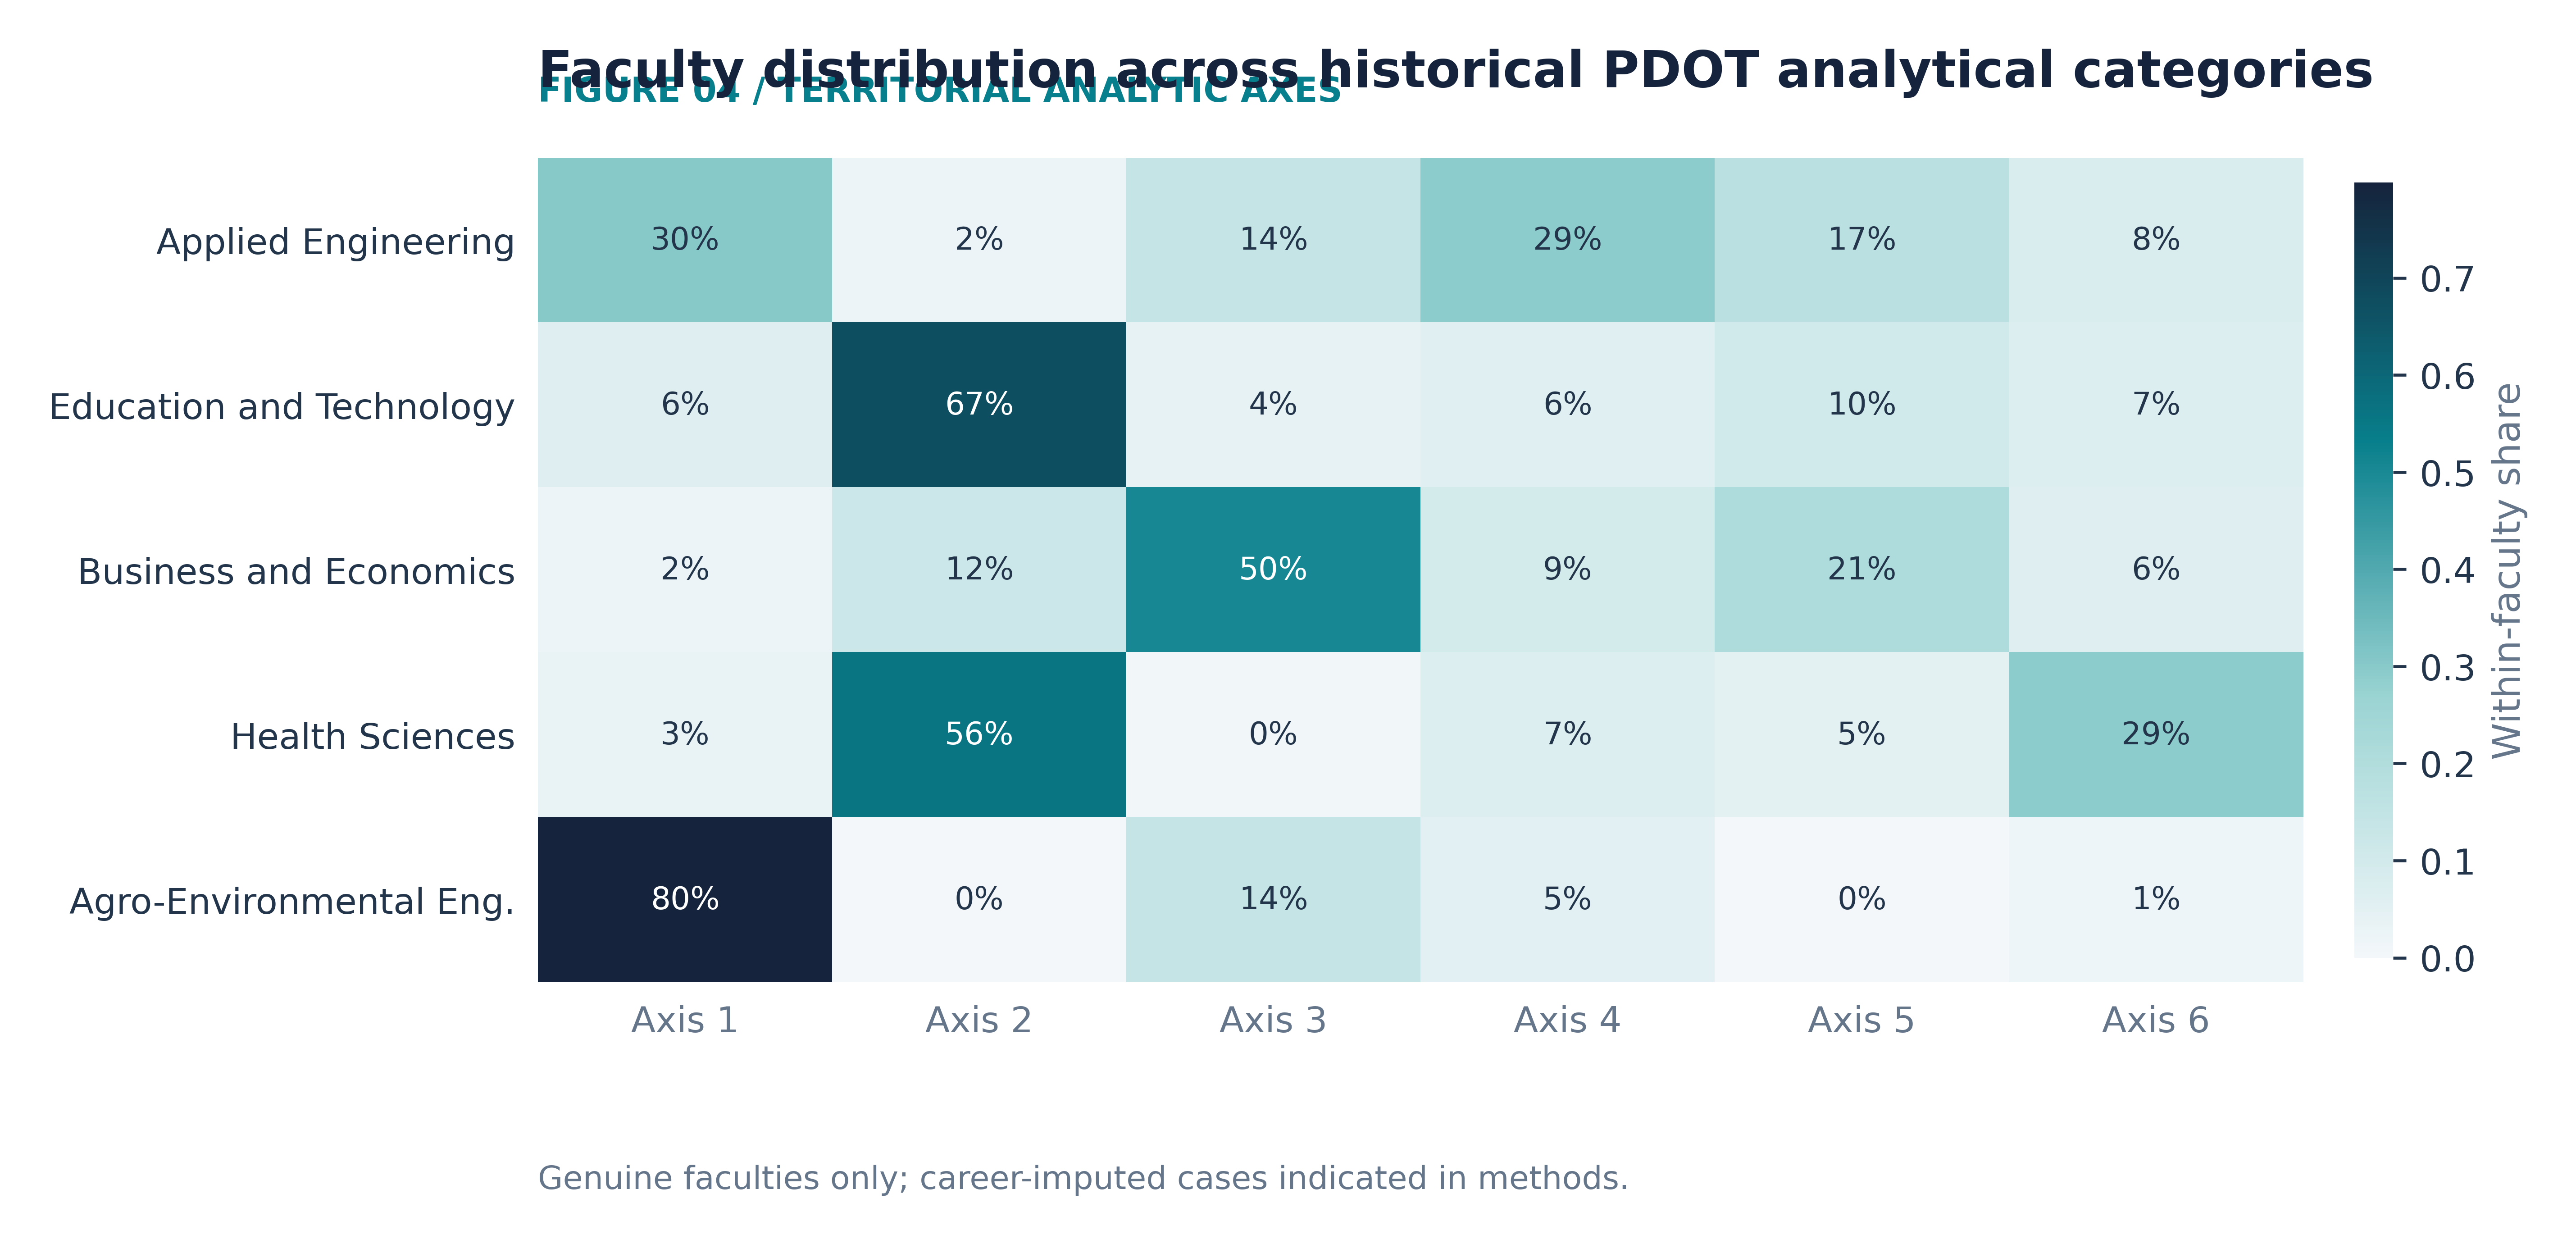 Faculty distribution across historical PDOT analytical categories
FIGURE 04 / TERRITORIAL ANALYTIC AXES
Applied Engineering 30% 2% 14% 29% 17% 8%
Education and Technology 6% 67% 4% 6% 10% 7%
Business and Economics 2% 12% 50% 9% 21% 6%
Health Sciences 3% 56% 0% 7% 5% 29%
Agro-Environmental Eng. 80% 0% 14% 5% 0% 1%
Axis 1 Axis 2 Axis 3 Axis 4 Axis 5 Axis 6
0.7
0.6
0.5
0.4
0.3
0.2
0.1
0.0
Within-faculty share
Genuine faculties only; career-imputed cases indicated in methods.